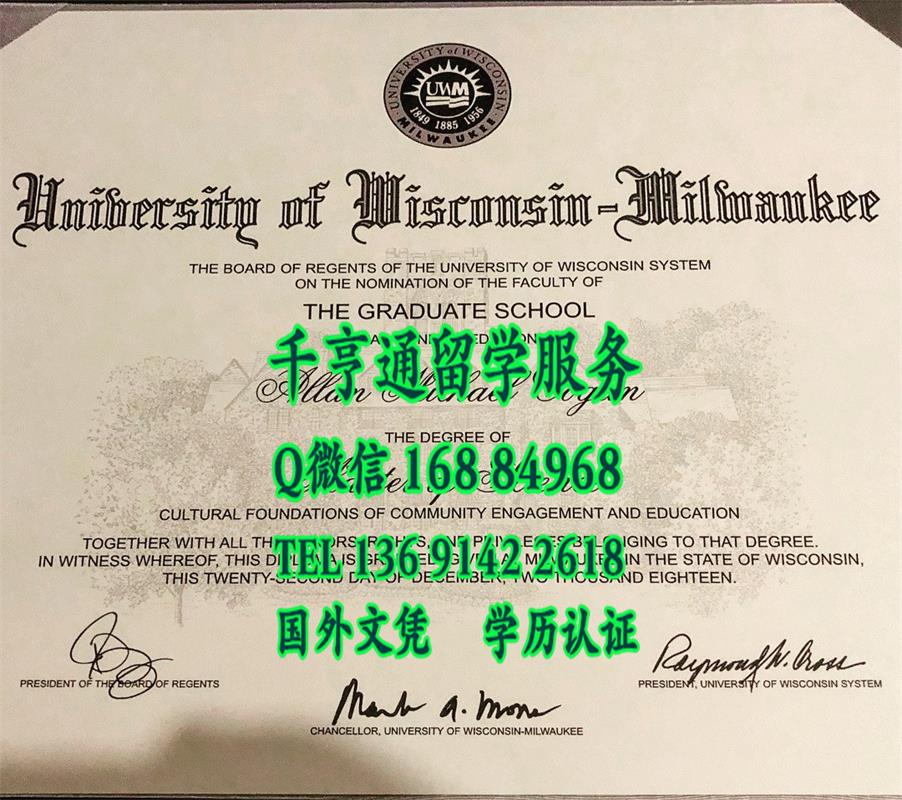 UNIVERSITY of WISCONSIN
UWM
1849 1885 1956
MILWAUKEE
University of Wisconsin-Milwaukee
THE BOARD OF REGENTS OF THE UNIVERSITY OF WISCONSIN SYSTEM
ON THE NOMINATION OF THE FACULTY OF
THE GRADUATE SCHOOL
千亨通留学服务
THE DEGREE OF
Q微信 168 84968
CULTURAL FOUNDATIONS OF COMMUNITY ENGAGEMENT AND EDUCATION
TOGETHER WITH ALL TO THAT DEGREE.
IN WITNESS WHEREOF, THIS IN THE STATE OF WISCONSIN,
TEL 136 9142 2618
THIS TWENTY-SECOND DAY OF DECEMBER, TWO THOUSAND EIGHTEEN.
国外文凭 学历认证
PRESIDENT OF THE BOARD OF REGENTS
Raymond W. Cross
PRESIDENT, UNIVERSITY OF WISCONSIN SYSTEM
Mark A. Mone
CHANCELLOR, UNIVERSITY OF WISCONSIN-MILWAUKEE